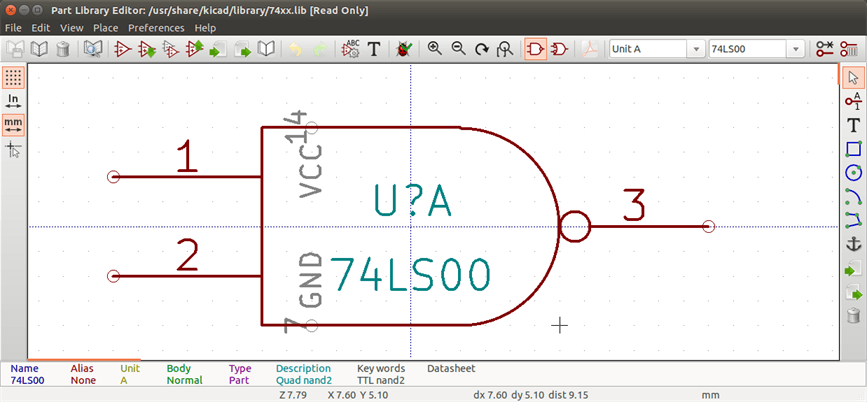 Part Library Editor: /usr/share/kicad/library/74xx.lib [Read Only]
File Edit View Place Preferences Help
ABC T Unit A 74LS00
In
mm
A
1
T
14
VCC
1
U?A
3
2
GND
74LS00
7
Name Alias Unit Body Type Description Key words Datasheet
74LS00 None A Normal Part Quad nand2 TTL nand2
Z 7.79 X 7.60 Y 5.10 dx 7.60 dy 5.10 dist 9.15 mm